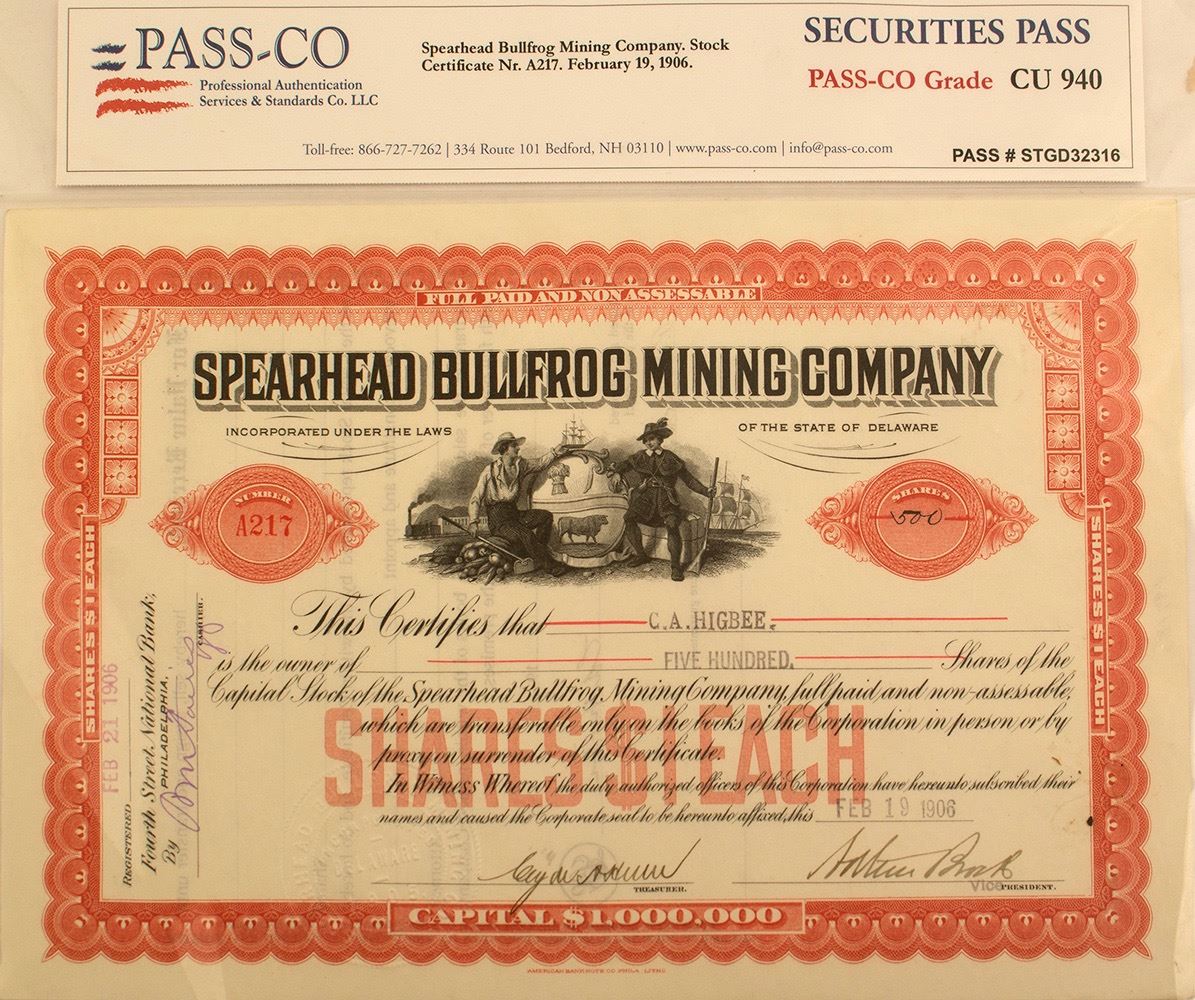 PASS-CO
Professional Authentication
Services & Standards Co. LLC
Spearhead Bullfrog Mining Company. Stock
Certificate Nr. A217. February 19, 1906.
SECURITIES PASS
PASS-CO Grade CU 940
Toll-free: 866-727-7262 | 334 Route 101 Bedford, NH 03110 | www.pass-co.com | info@pass-co.com
PASS # STGD32316
FULL PAID AND NON ASSESSABLE
SPEARHEAD BULLFROG MINING COMPANY
INCORPORATED UNDER THE LAWS OF THE STATE OF DELAWARE
NUMBER
A217
SHARES
500
SHARES $1 EACH
SHARES $1 EACH
This Certifies that C.A. HIGBEE.
is the owner of FIVE HUNDRED. Shares of the
Capital Stock of the Spearhead Bullfrog Mining Company, full paid and non-assessable,
which are transferable only on the books of the Corporation in person or by
proxy on surrender of this Certificate.
SHARES $1 EACH
In Witness Whereof the duly authorized officers of this Corporation have hereunto subscribed their
names and caused the Corporate seal to be hereunto affixed, this FEB 19 1906
TREASURER.
Arthur Brock
Vice PRESIDENT.
FEB 21 1906
REGISTERED
Fourth Street National Bank,
PHILADELPHIA.
By
CASHIER.
CAPITAL $1,000,000
AMERICAN BANK NOTE CO PHILA LITHO